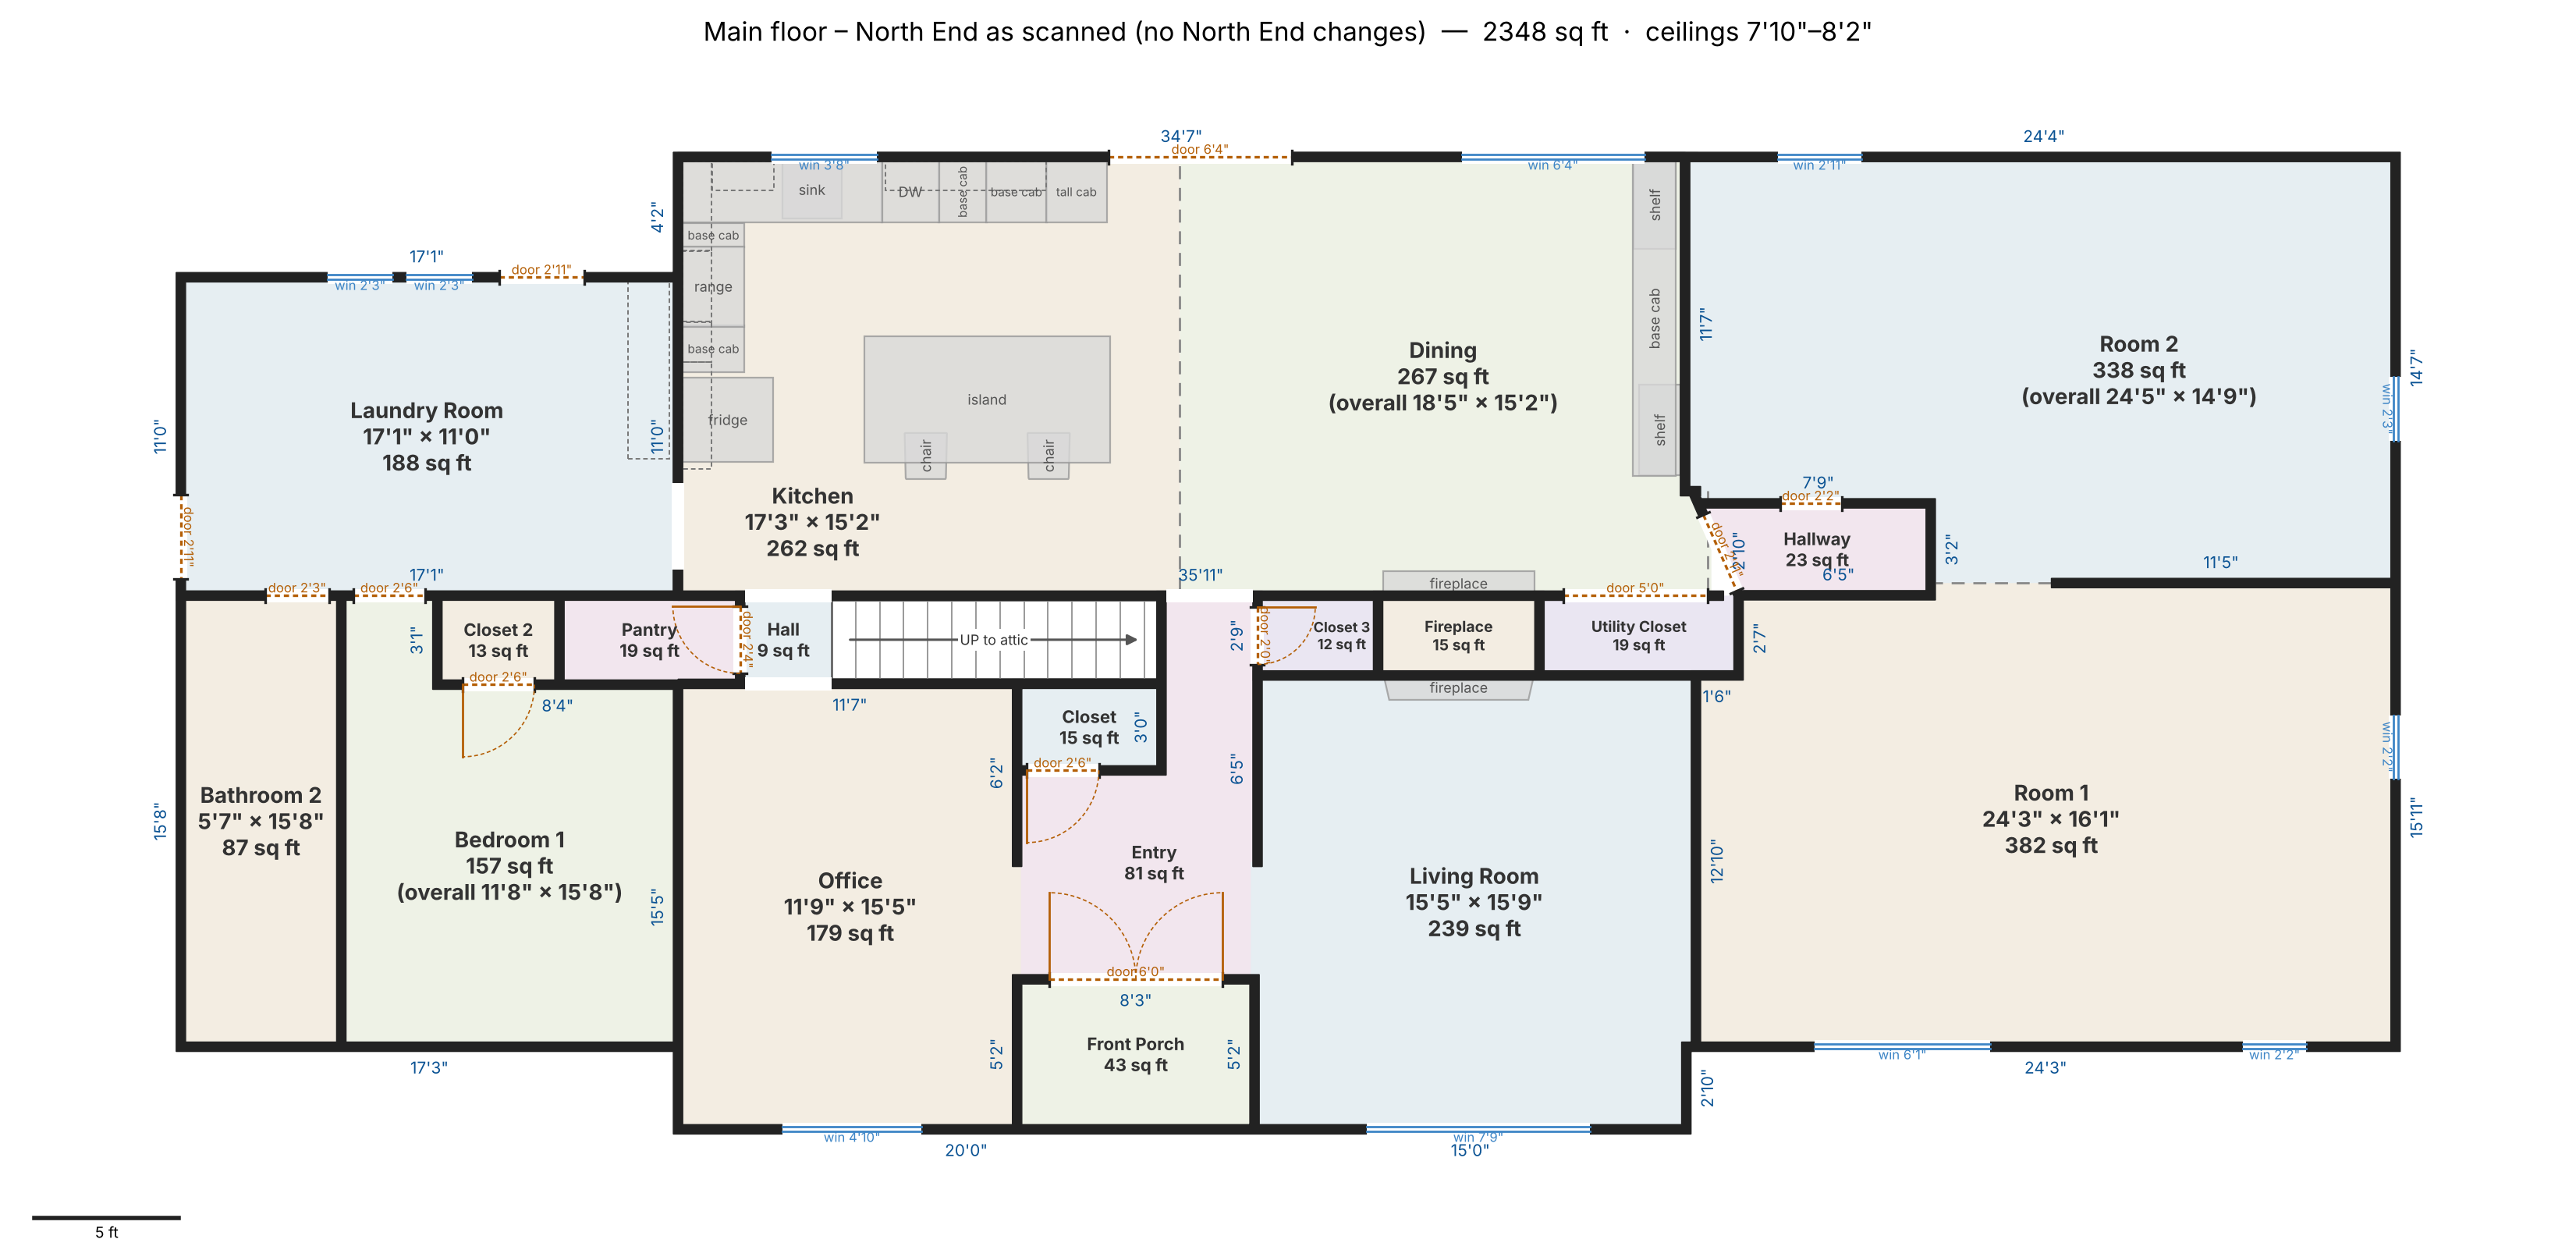 Main floor – North End as scanned (no North End changes) — 2348 sq ft · ceilings 7'10"–8'2"
34'7"
24'4"
door 6'4"
win 3'8"
win 6'4"
win 2'11"
sink
DW
base cab
base cab
tall cab
shelf
4'2"
base cab
17'1"
door 2'11"
win 2'3"
win 2'3"
range
base cab
11'7"
base cab
Room 2
338 sq ft
(overall 24'5" × 14'9")
14'7"
win 2'3"
Dining
267 sq ft
(overall 18'5" × 15'2")
island
chair
chair
fridge
shelf
Laundry Room
17'1" × 11'0"
188 sq ft
11'0"
11'0"
door 2'11"
Kitchen
17'3" × 15'2"
262 sq ft
7'9"
door 2'2"
Hallway
23 sq ft
6'5"
2'10"
3'2"
11'5"
17'1"
door 2'3"
door 2'6"
35'11"
fireplace
door 5'0"
Closet 2
13 sq ft
3'1"
door 2'6"
8'4"
Pantry
19 sq ft
door 2'4"
Hall
9 sq ft
UP to attic
2'9"
door 2'0"
Closet 3
12 sq ft
Fireplace
15 sq ft
Utility Closet
19 sq ft
2'7"
fireplace
1'6"
11'7"
Closet
15 sq ft
3'0"
door 2'6"
6'2"
6'5"
win 2'2"
Bathroom 2
5'7" × 15'8"
87 sq ft
15'8"
Bedroom 1
157 sq ft
(overall 11'8" × 15'8")
15'5"
Office
11'9" × 15'5"
179 sq ft
Entry
81 sq ft
Living Room
15'5" × 15'9"
239 sq ft
12'10"
Room 1
24'3" × 16'1"
382 sq ft
15'11"
door 6'0"
8'3"
Front Porch
43 sq ft
5'2"
5'2"
17'3"
win 6'1"
win 2'2"
24'3"
2'10"
win 4'10"
20'0"
win 7'9"
15'0"
5 ft